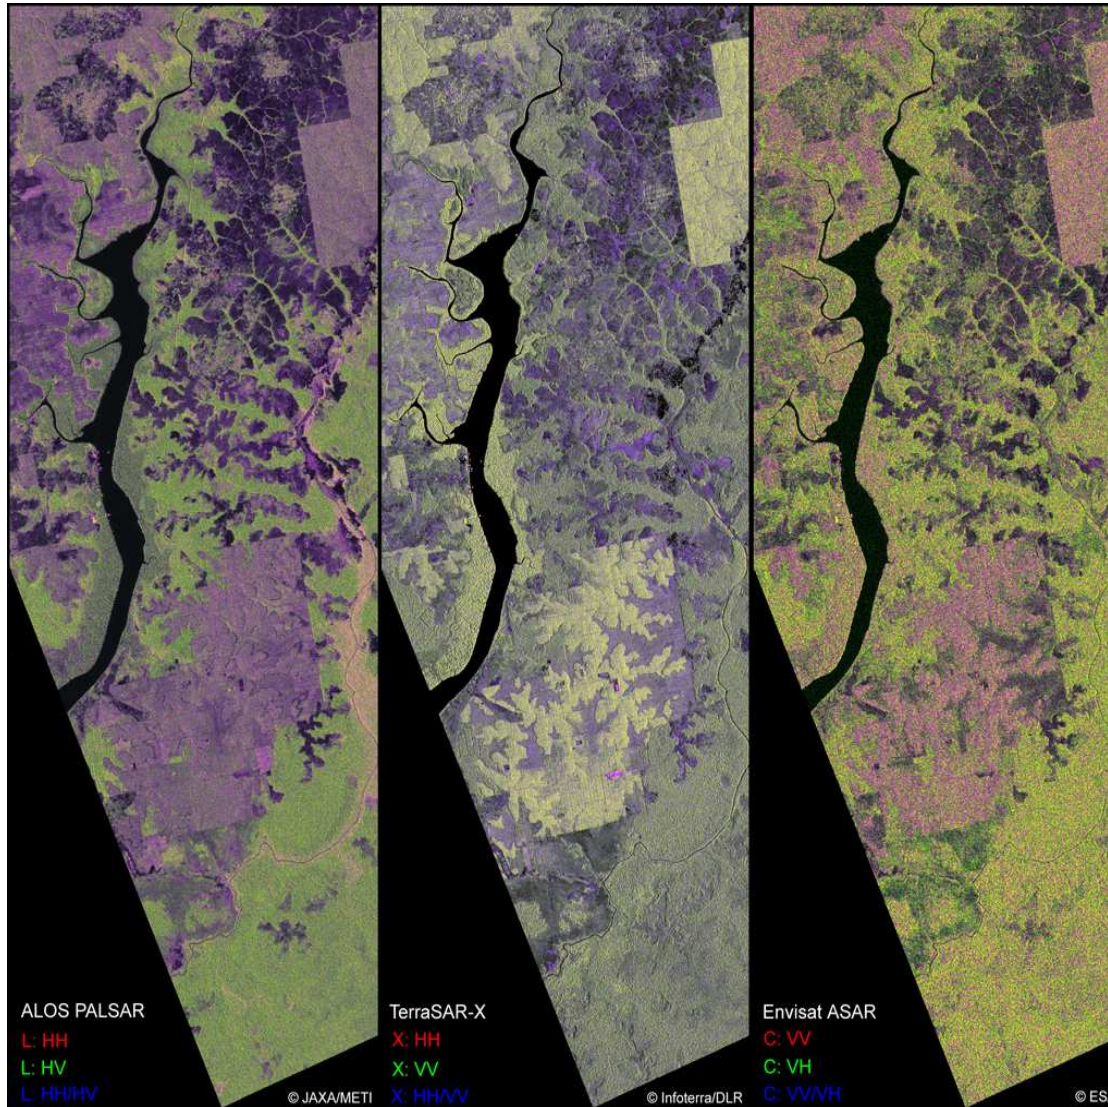 ALOS PALSAR
L: HH
L: HV
L: HH/HV
© JAXA/METI
TerraSAR-X
X: HH
X: VV
X: HH/VV
© Infoterra/DLR
Envisat ASAR
C: VV
C: VH
C: VV/VH
© ES